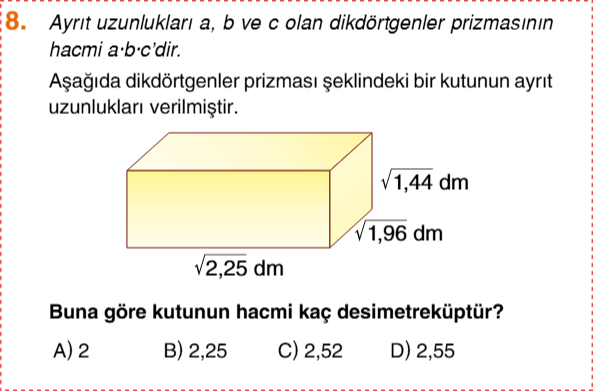 8. Ayrıt uzunlukları a, b ve c olan dikdörtgenler prizmasının
hacmi a·b·c'dir.
Aşağıda dikdörtgenler prizması şeklindeki bir kutunun ayrıt
uzunlukları verilmiştir.
√1,44 dm
√1,96 dm
√2,25 dm
Buna göre kutunun hacmi kaç desimetreküptür?
A) 2 B) 2,25 C) 2,52 D) 2,55